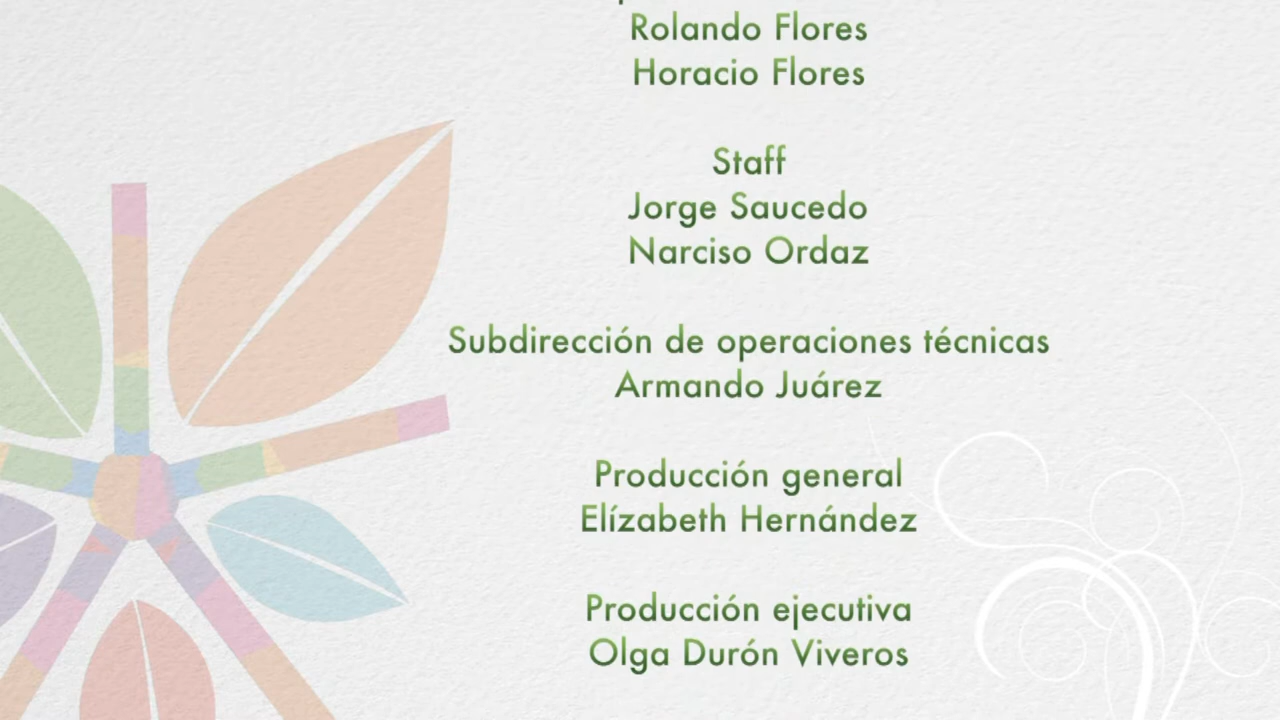 Rolando Flores
Horacio Flores
Staff
Jorge Saucedo
Narciso Ordaz
Subdirección de operaciones técnicas
Armando Juárez
Producción general
Elízabeth Hernández
Producción ejecutiva
Olga Durón Viveros